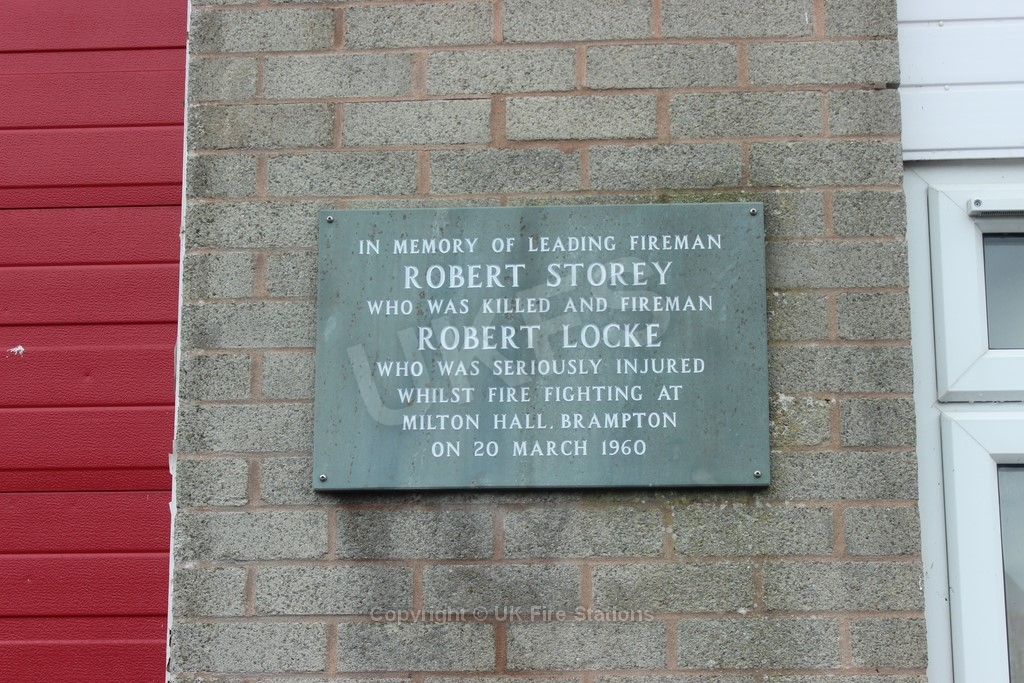 IN MEMORY OF LEADING FIREMAN
ROBERT STOREY
WHO WAS KILLED AND FIREMAN
ROBERT LOCKE
WHO WAS SERIOUSLY INJURED
WHILST FIRE FIGHTING AT
MILTON HALL, BRAMPTON
ON 20 MARCH 1960
UKFS
Copyright © UK Fire Stations